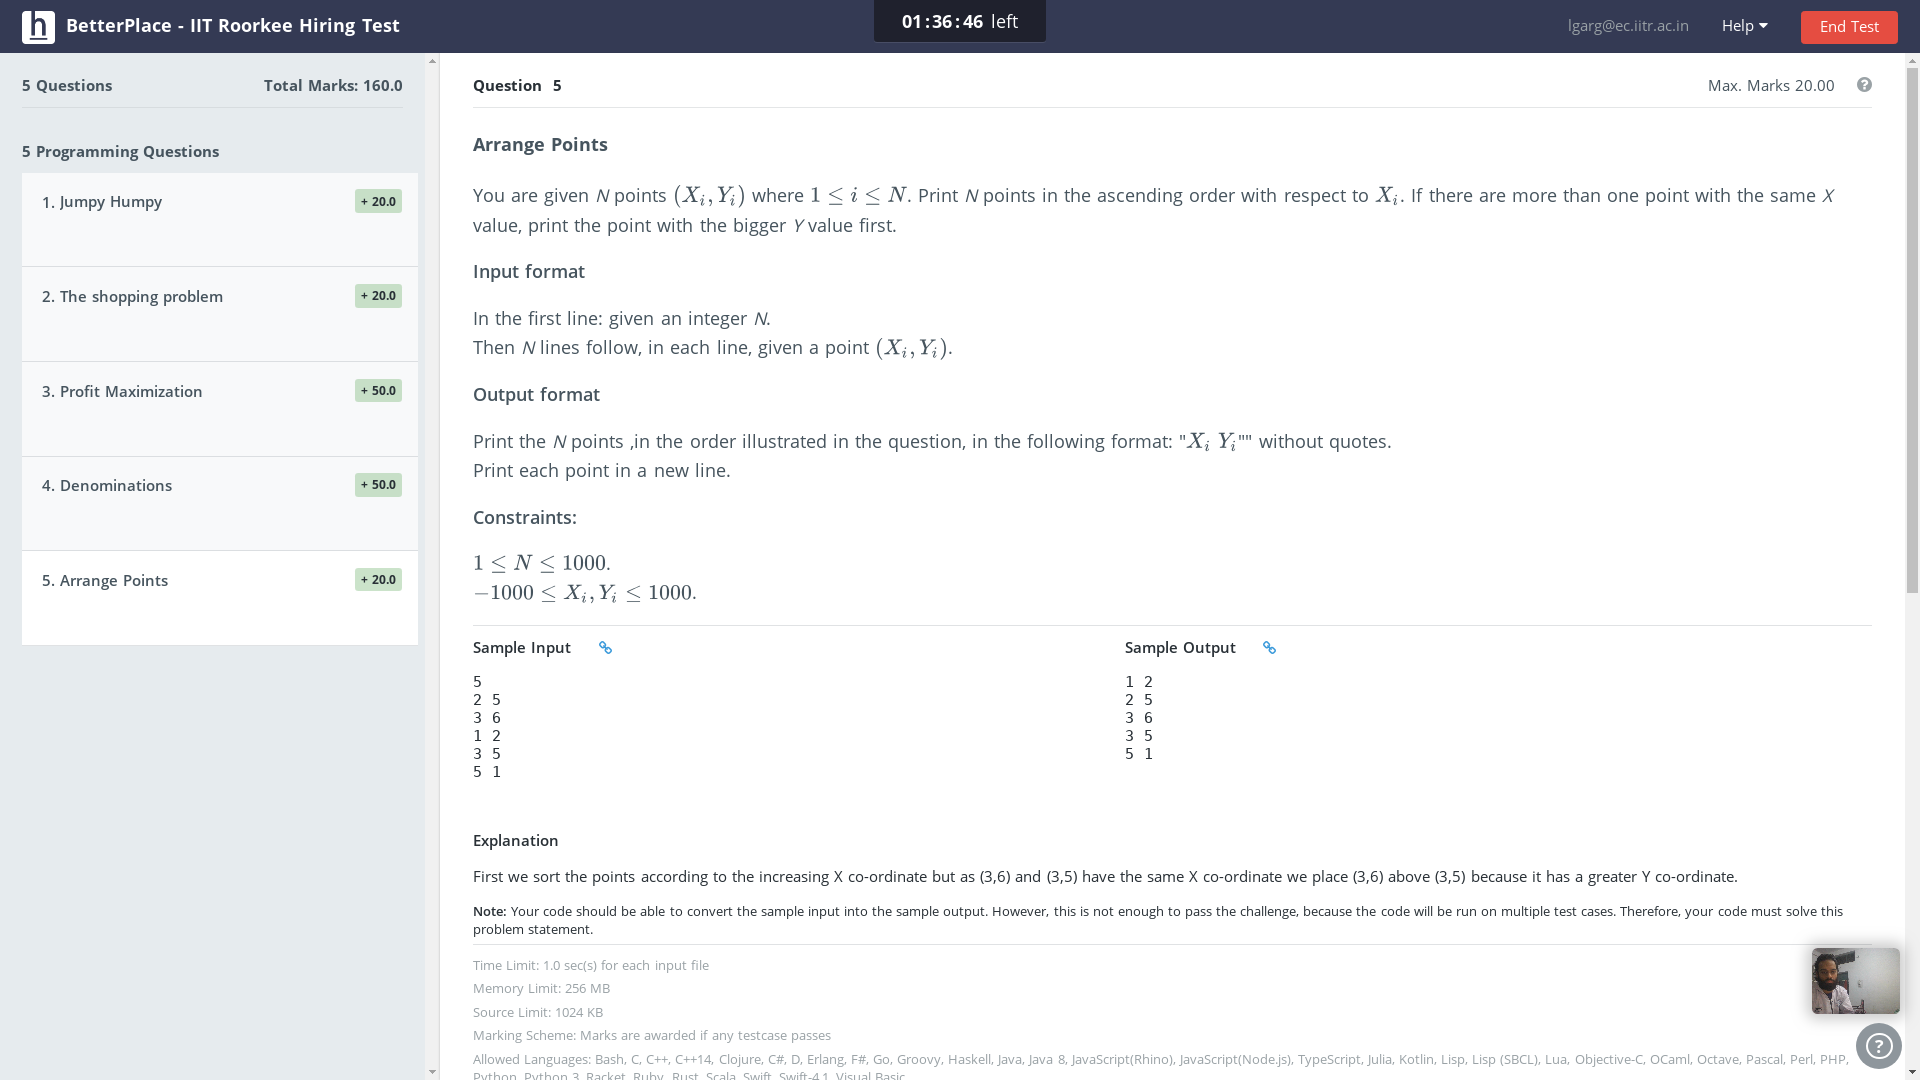 BetterPlace - IIT Roorkee Hiring Test
01:36:46 left
lgarg@ec.iitr.ac.in
Help
End Test
5 Questions
Total Marks: 160.0
5 Programming Questions
1. Jumpy Humpy
+ 20.0
2. The shopping problem
+ 20.0
3. Profit Maximization
+ 50.0
4. Denominations
+ 50.0
5. Arrange Points
+ 20.0
Question 5
Max. Marks 20.00
Arrange Points
You are given N points (Xᵢ, Yᵢ) where 1 ≤ i ≤ N. Print N points in the ascending order with respect to Xᵢ. If there are more than one point with the same X
value, print the point with the bigger Y value first.
Input format
In the first line: given an integer N.
Then N lines follow, in each line, given a point (Xᵢ, Yᵢ).
Output format
Print the N points ,in the order illustrated in the question, in the following format: "Xᵢ Yᵢ"" without quotes.
Print each point in a new line.
Constraints:
1 ≤ N ≤ 1000.
−1000 ≤ Xᵢ, Yᵢ ≤ 1000.
Sample Input
5
2 5
3 6
1 2
3 5
5 1
Sample Output
1 2
2 5
3 6
3 5
5 1
Explanation
First we sort the points according to the increasing X co-ordinate but as (3,6) and (3,5) have the same X co-ordinate we place (3,6) above (3,5) because it has a greater Y co-ordinate.
Note: Your code should be able to convert the sample input into the sample output. However, this is not enough to pass the challenge, because the code will be run on multiple test cases. Therefore, your code must solve this
problem statement.
Time Limit: 1.0 sec(s) for each input file
Memory Limit: 256 MB
Source Limit: 1024 KB
Marking Scheme: Marks are awarded if any testcase passes
Allowed Languages: Bash, C, C++, C++14, Clojure, C#, D, Erlang, F#, Go, Groovy, Haskell, Java, Java 8, JavaScript(Rhino), JavaScript(Node.js), TypeScript, Julia, Kotlin, Lisp, Lisp (SBCL), Lua, Objective-C, OCaml, Octave, Pascal, Perl, PHP,
Python, Python 3, Racket, Ruby, Rust, Scala, Swift, Swift-4.1, Visual Basic